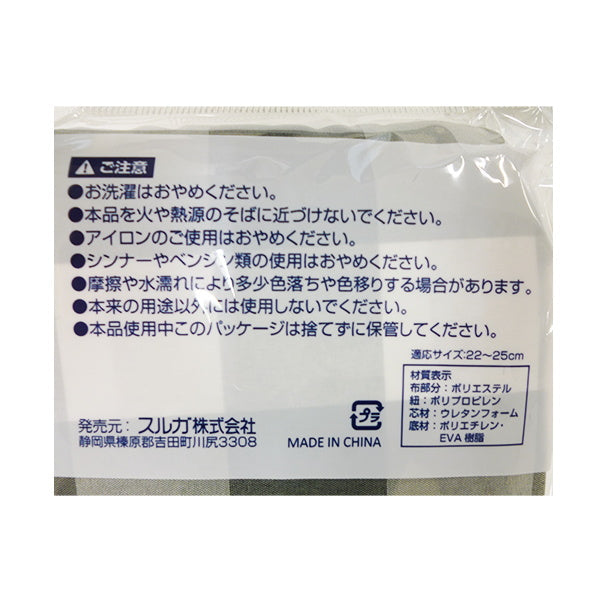 ご注意
●お洗濯はおやめください。
●本品を火や熱源のそばに近づけないでください。
●アイロンのご使用はおやめください。
●シンナーやベンジン類の使用はおやめください。
●摩擦や水濡れにより多少色落ちや色移りする場合があります。
●本来の用途以外には使用しないでください。
●本品使用中このパッケージは捨てずに保管してください。
適応サイズ:22～25cm
材質表示
布部分：ポリエステル
紐：ポリプロピレン
芯材：ウレタンフォーム
底材：ポリエチレン・
EVA樹脂
プラ
発売元：スルガ株式会社
静岡県榛原郡吉田町川尻3308
MADE IN CHINA